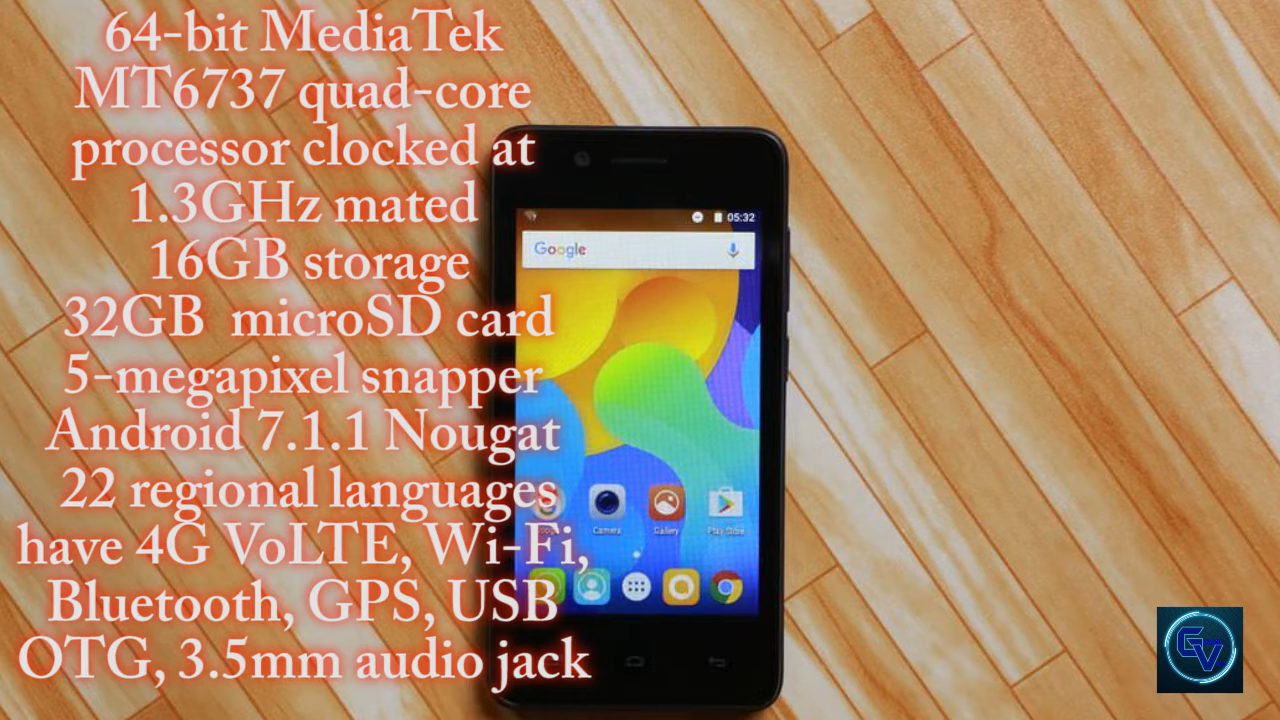 64-bit MediaTek
MT6737 quad-core
processor clocked at
1.3GHz mated
16GB storage
32GB microSD card
5-megapixel snapper
Android 7.1.1 Nougat
22 regional languages
have 4G VoLTE, Wi-Fi,
Bluetooth, GPS, USB
OTG, 3.5mm audio jack
05:32
Google
Camera
Gallery
Play Store
GV